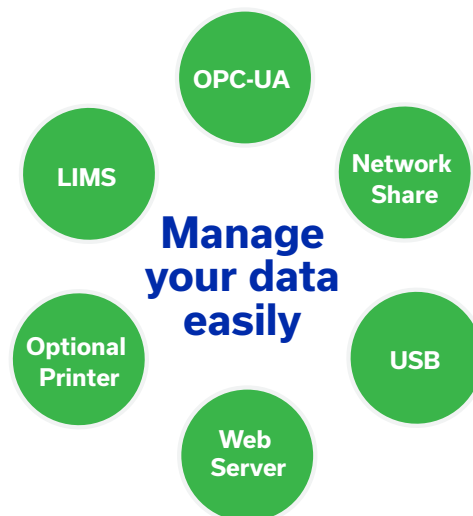 OPC-UA
LIMS
Network
Share
Manage
your data
easily
Optional
Printer
USB
Web
Server